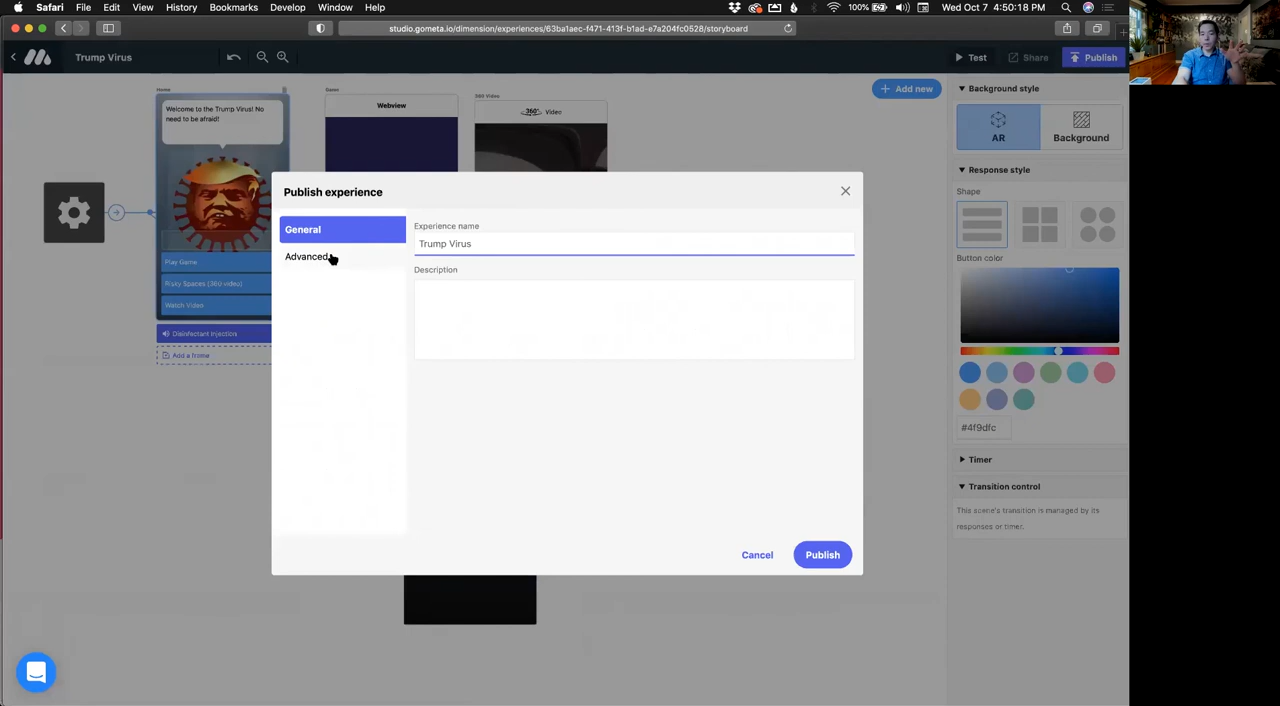 Safari File Edit View History Bookmarks Develop Window Help
100% Wed Oct 7 4:50:18 PM
studio.gometa.io/dimension/experiences/63ba1aec-f471-413f-b1ad-e7a204fc0528/storyboard
Trump Virus
Test Share Publish
Home
Welcome to the Trump Virus! No
need to be afraid!
Play Game
Risky Spaces (360 video)
Watch Video
Disinfectant Injection
Add a frame
Game
Webview
360 Video
360° Video
Add new
Publish experience
General
Advanced
Experience name
Trump Virus
Description
Cancel
Publish
Background style
AR
Background
Response style
Shape
Button color
#4f9dfc
Timer
Transition control
This scene's transition is managed by its
responses or timer.